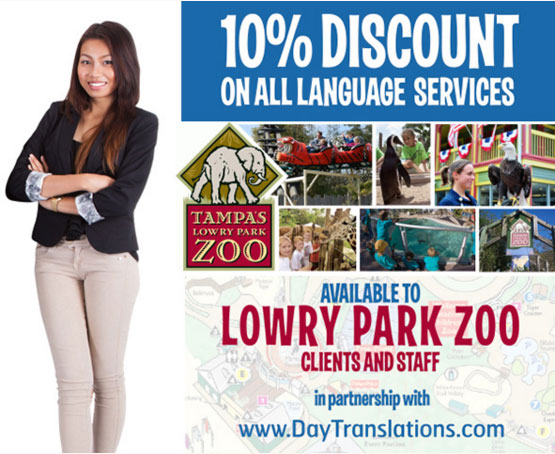 10% DISCOUNT
ON ALL LANGUAGE SERVICES
TAMPA'S
LOWRY PARK
ZOO
AVAILABLE TO
LOWRY PARK ZOO
CLIENTS AND STAFF
in partnership with
www.DayTranslations.com